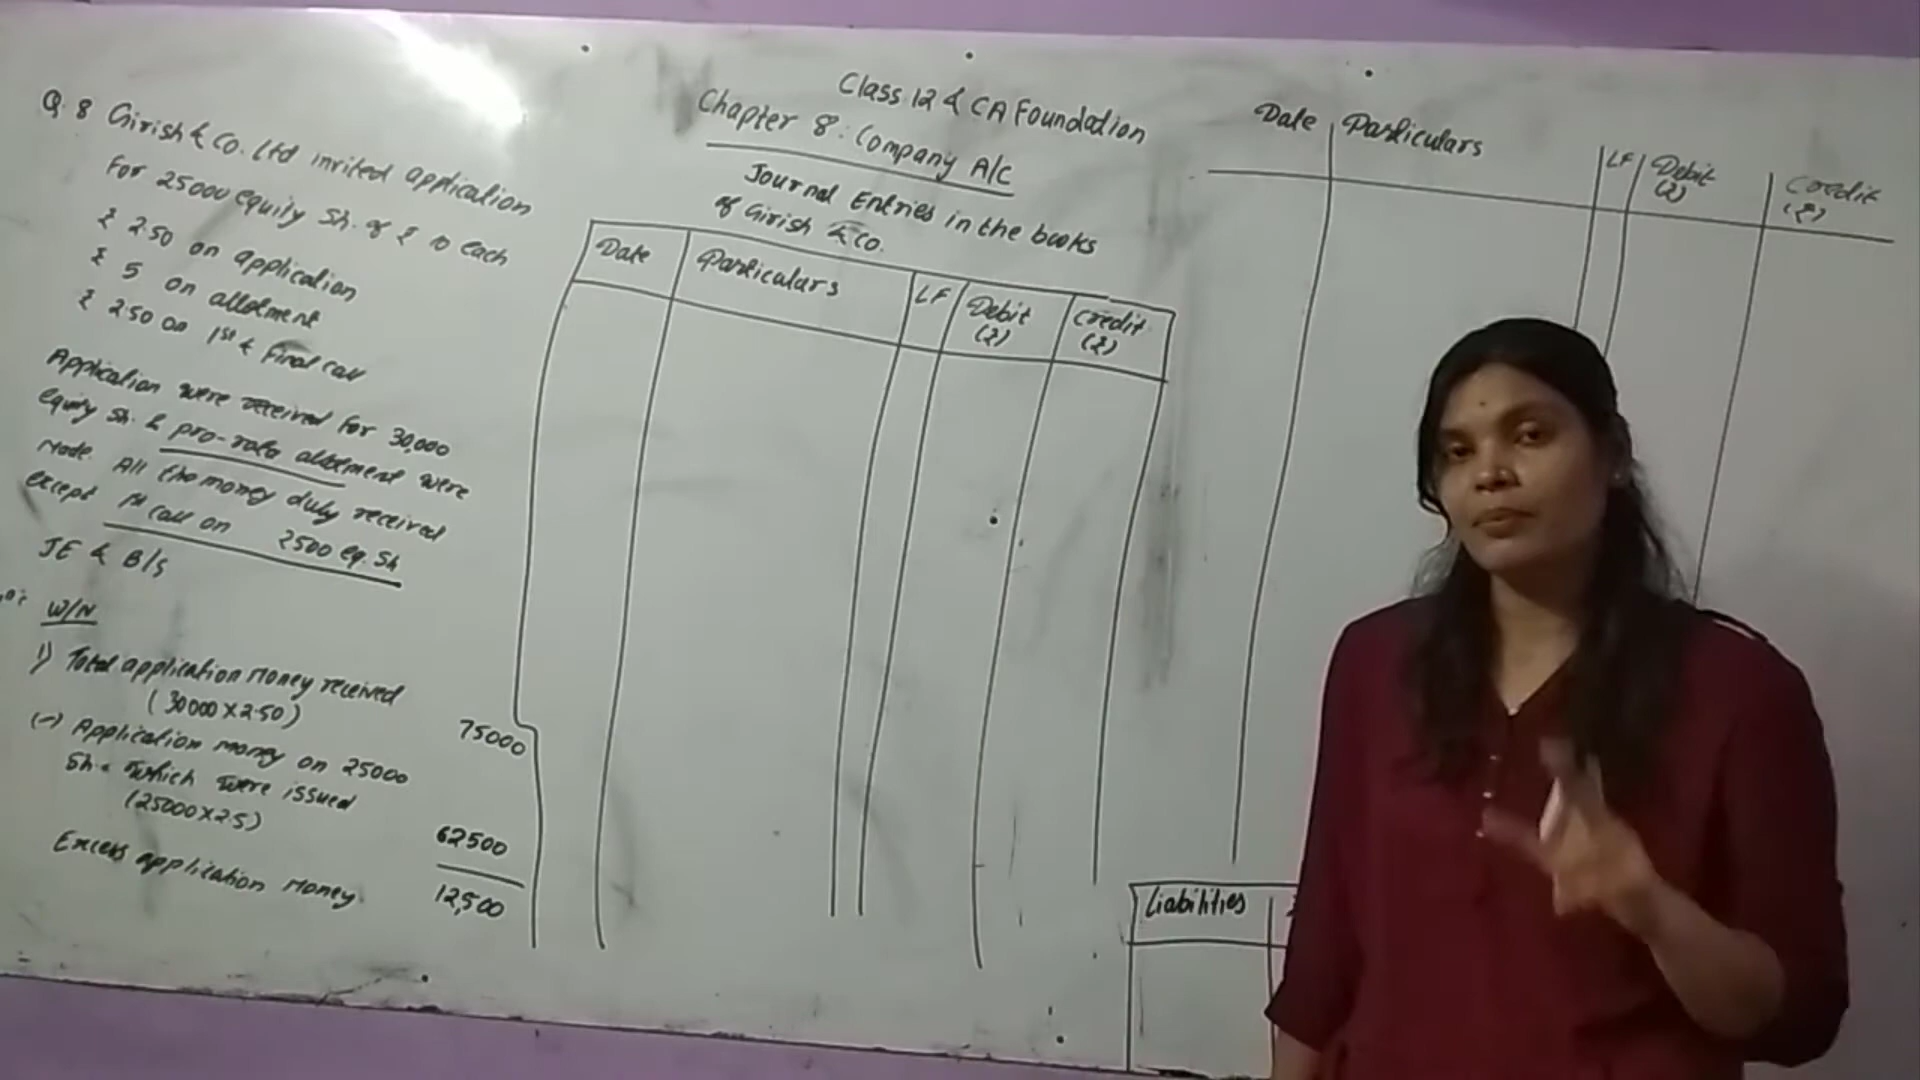 Class 12 & CA Foundation
Chapter 8: Company A/c
Journal Entries in the books
of Girish & Co.
Q.8 Girish & Co. Ltd invited application
For 25000 equity Sh. of ₹ 10 each
₹ 2.50 on application
₹ 5 on allotment
₹ 2.50 on 1st & Final call
Application were received for 30,000
equity Sh. & pro-rata allotment were
made. All the money duly received
except 1st call on 2500 eq. Sh
JE & B/S
W/N
1) Total application Money received
(30000 x 2.50) 75000
(-) Application money on 25000
Sh. which were issued
(25000x2.5) 62500
Excess application Money 12,500
Date Particulars LF Debit (₹) Credit (₹)
Date Particulars LF Debit (₹) Credit (₹)
Liabilities